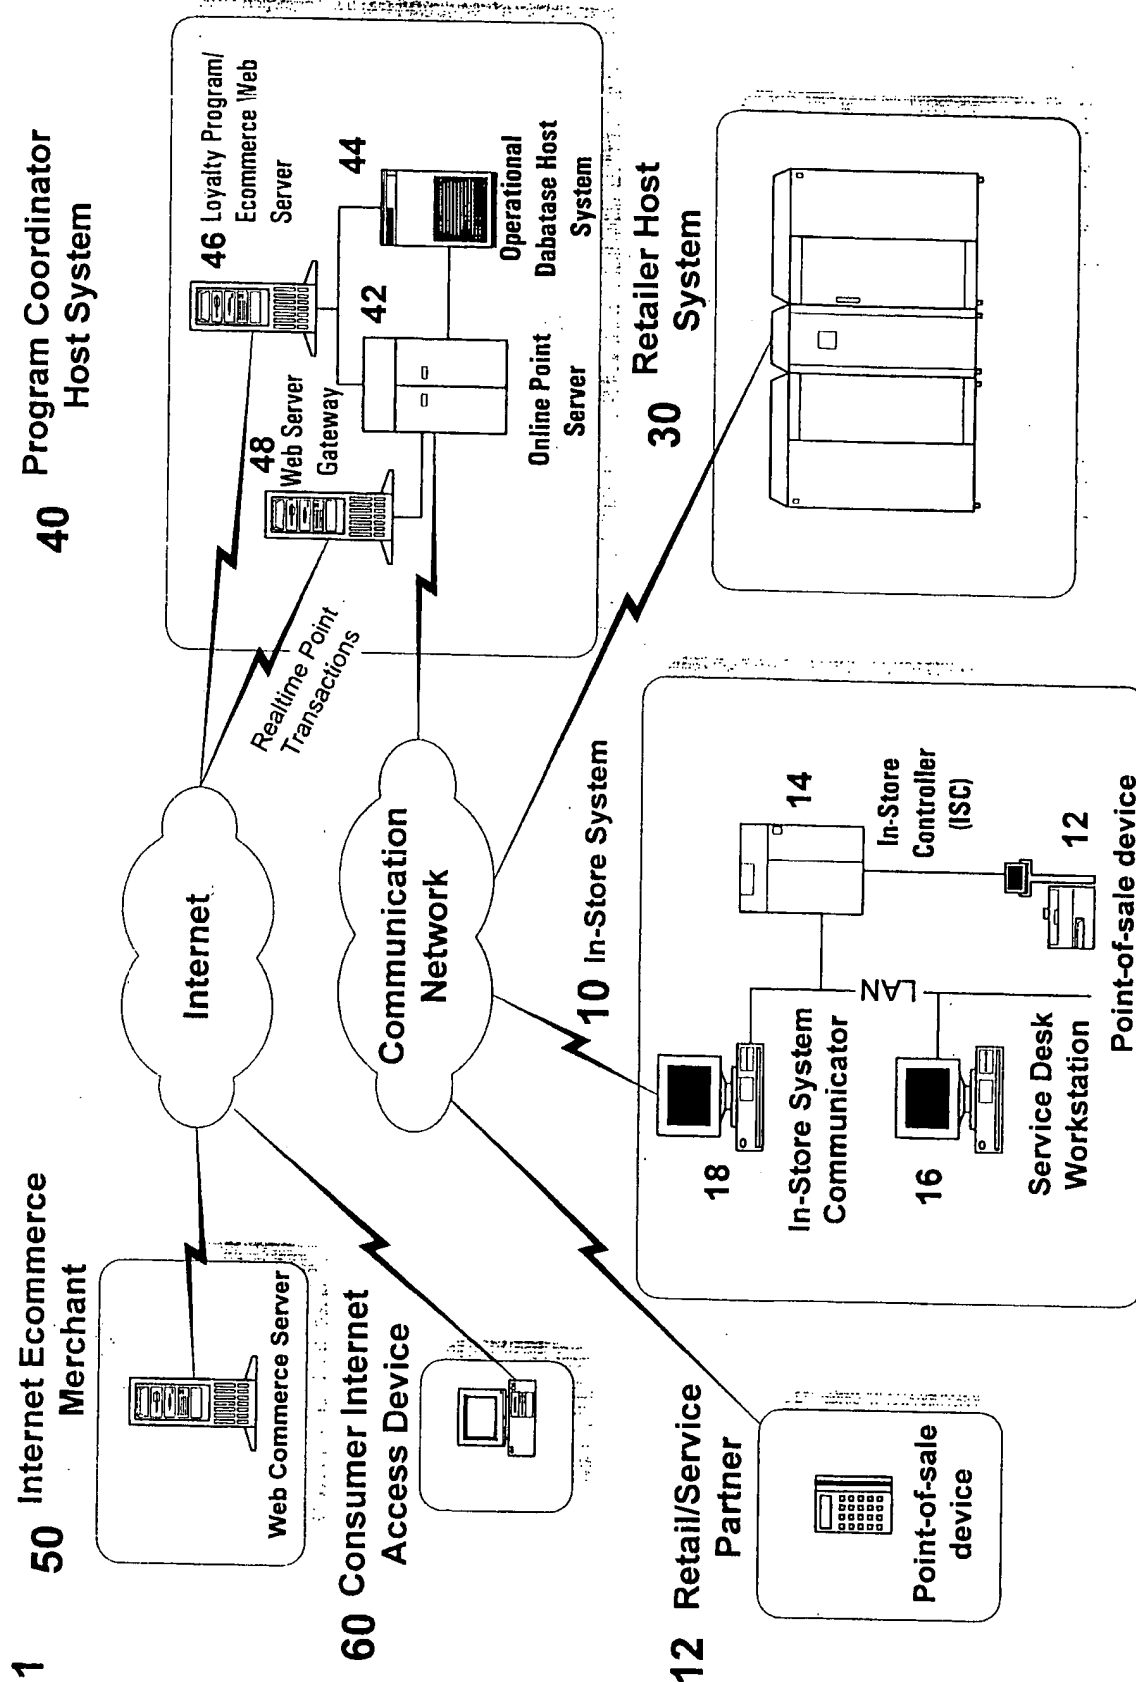 1
50 Internet Ecommerce
Merchant
Web Commerce Server
60 Consumer Internet
Access Device
12 Retail/Service
Partner
Point-of-sale
device
Internet
Communication
Network
Realtime Point
Transactions
40 Program Coordinator
Host System
46 Loyalty Program/
Ecommerce Web
Server
48
Web Server
Gateway
42
Online Point
Server
44
Operational
Dabatase Host
System
30 Retailer Host
System
10 In-Store System
18
In-Store System
Communicator
16
Service Desk
Workstation
LAN
14
In-Store
Controller
(ISC)
12
Point-of-sale device